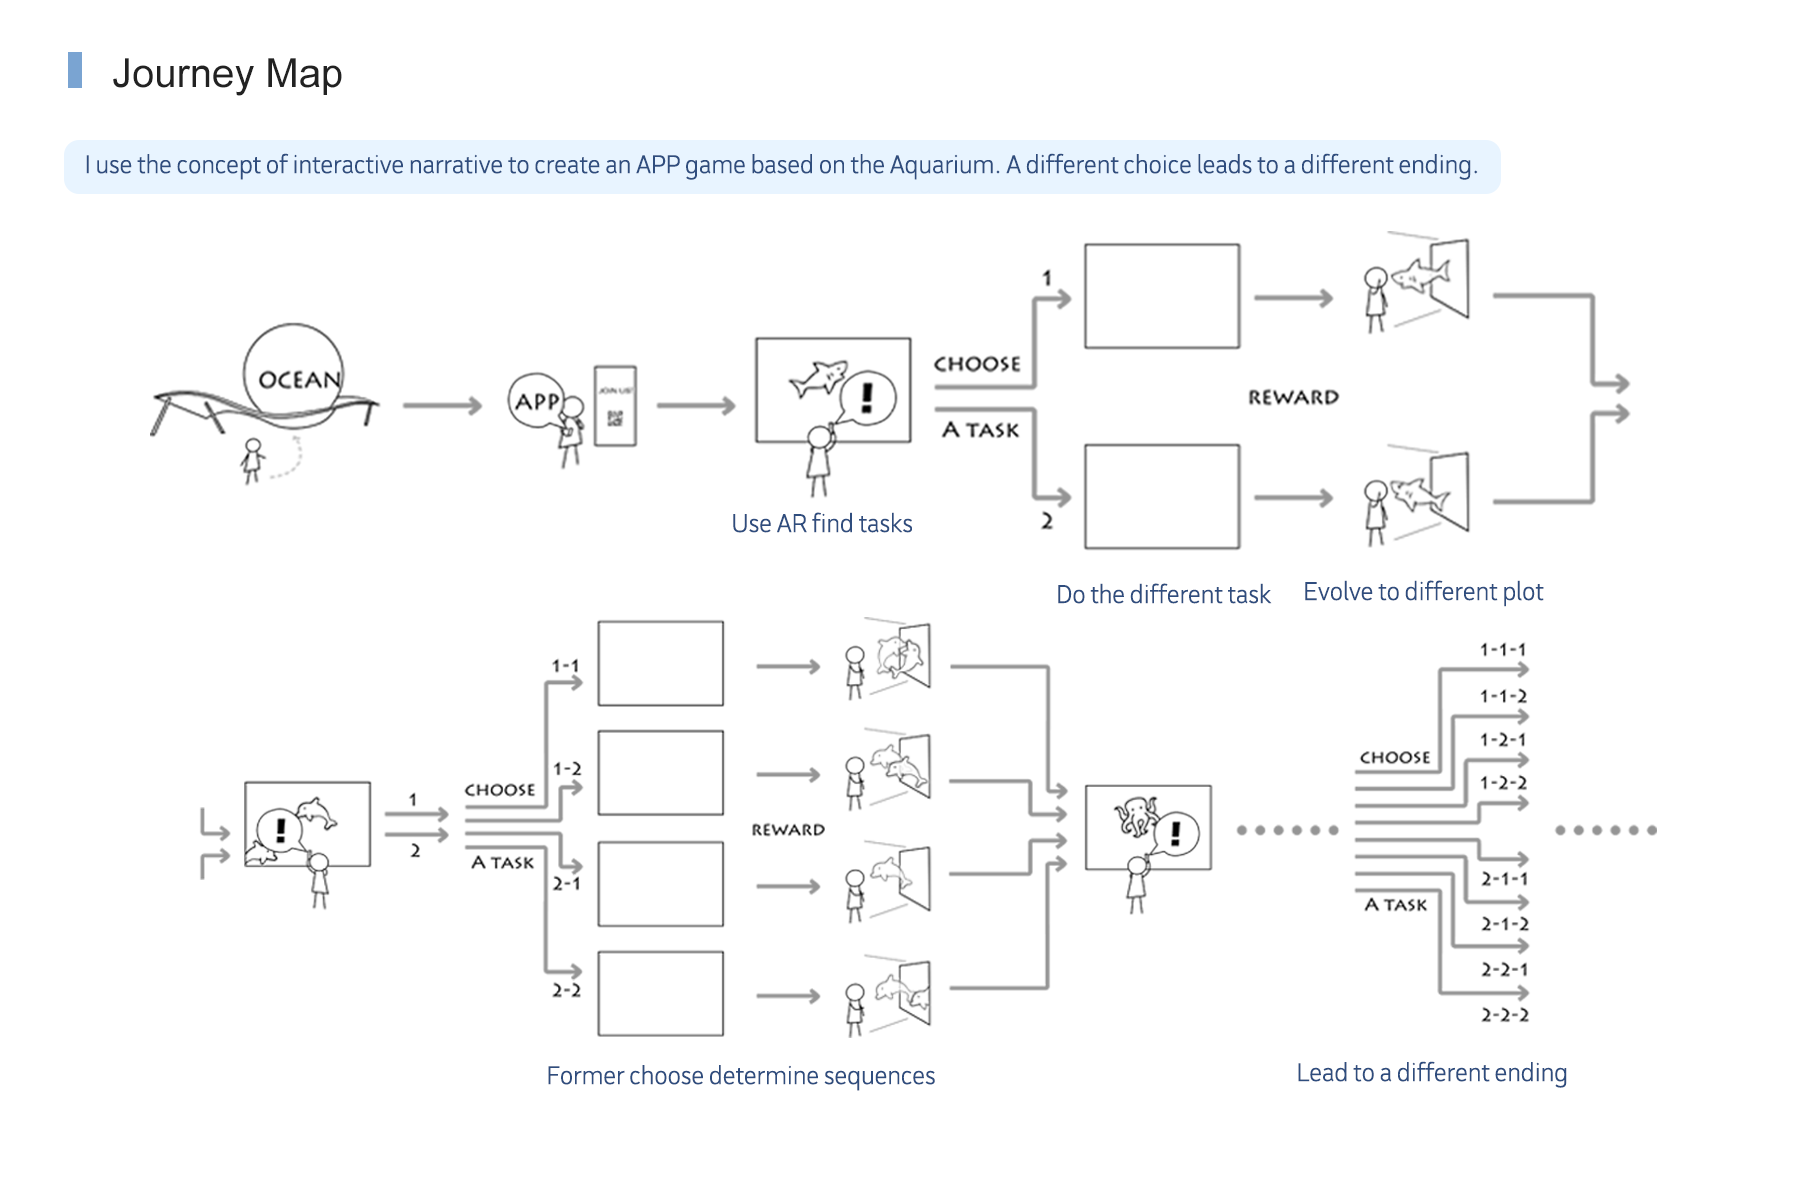 Journey Map
I use the concept of interactive narrative to create an APP game based on the Aquarium. A different choice leads to a different ending.
OCEAN
APP
JOIN US!
!
CHOOSE
A TASK
1
2
REWARD
Use AR find tasks
Do the different task
Evolve to different plot
!
1
2
CHOOSE
A TASK
1-1
1-2
2-1
2-2
REWARD
!
CHOOSE
A TASK
1-1-1
1-1-2
1-2-1
1-2-2
2-1-1
2-1-2
2-2-1
2-2-2
Former choose determine sequences
Lead to a different ending